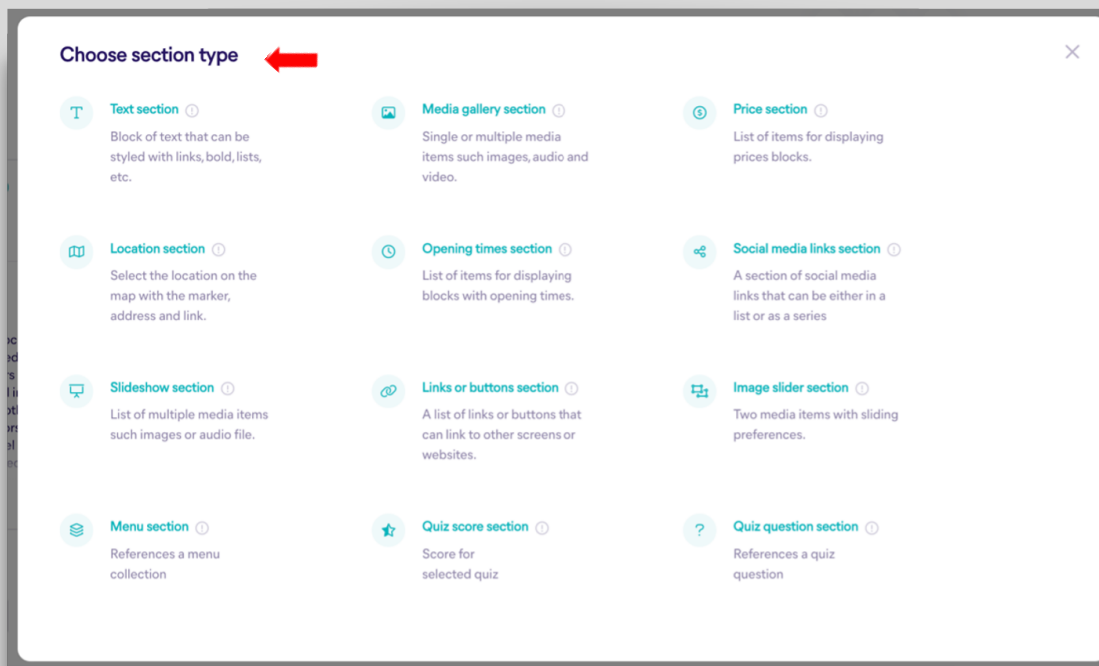 Choose section type
Text section
Block of text that can be
styled with links, bold, lists,
etc.
Media gallery section
Single or multiple media
items such images, audio and
video.
Price section
List of items for displaying
prices blocks.
Location section
Select the location on the
map with the marker,
address and link.
Opening times section
List of items for displaying
blocks with opening times.
Social media links section
A section of social media
links that can be either in a
list or as a series
Slideshow section
List of multiple media items
such images or audio file.
Links or buttons section
A list of links or buttons that
can link to other screens or
websites.
Image slider section
Two media items with sliding
preferences.
Menu section
References a menu
collection
Quiz score section
Score for
selected quiz
Quiz question section
References a quiz
question